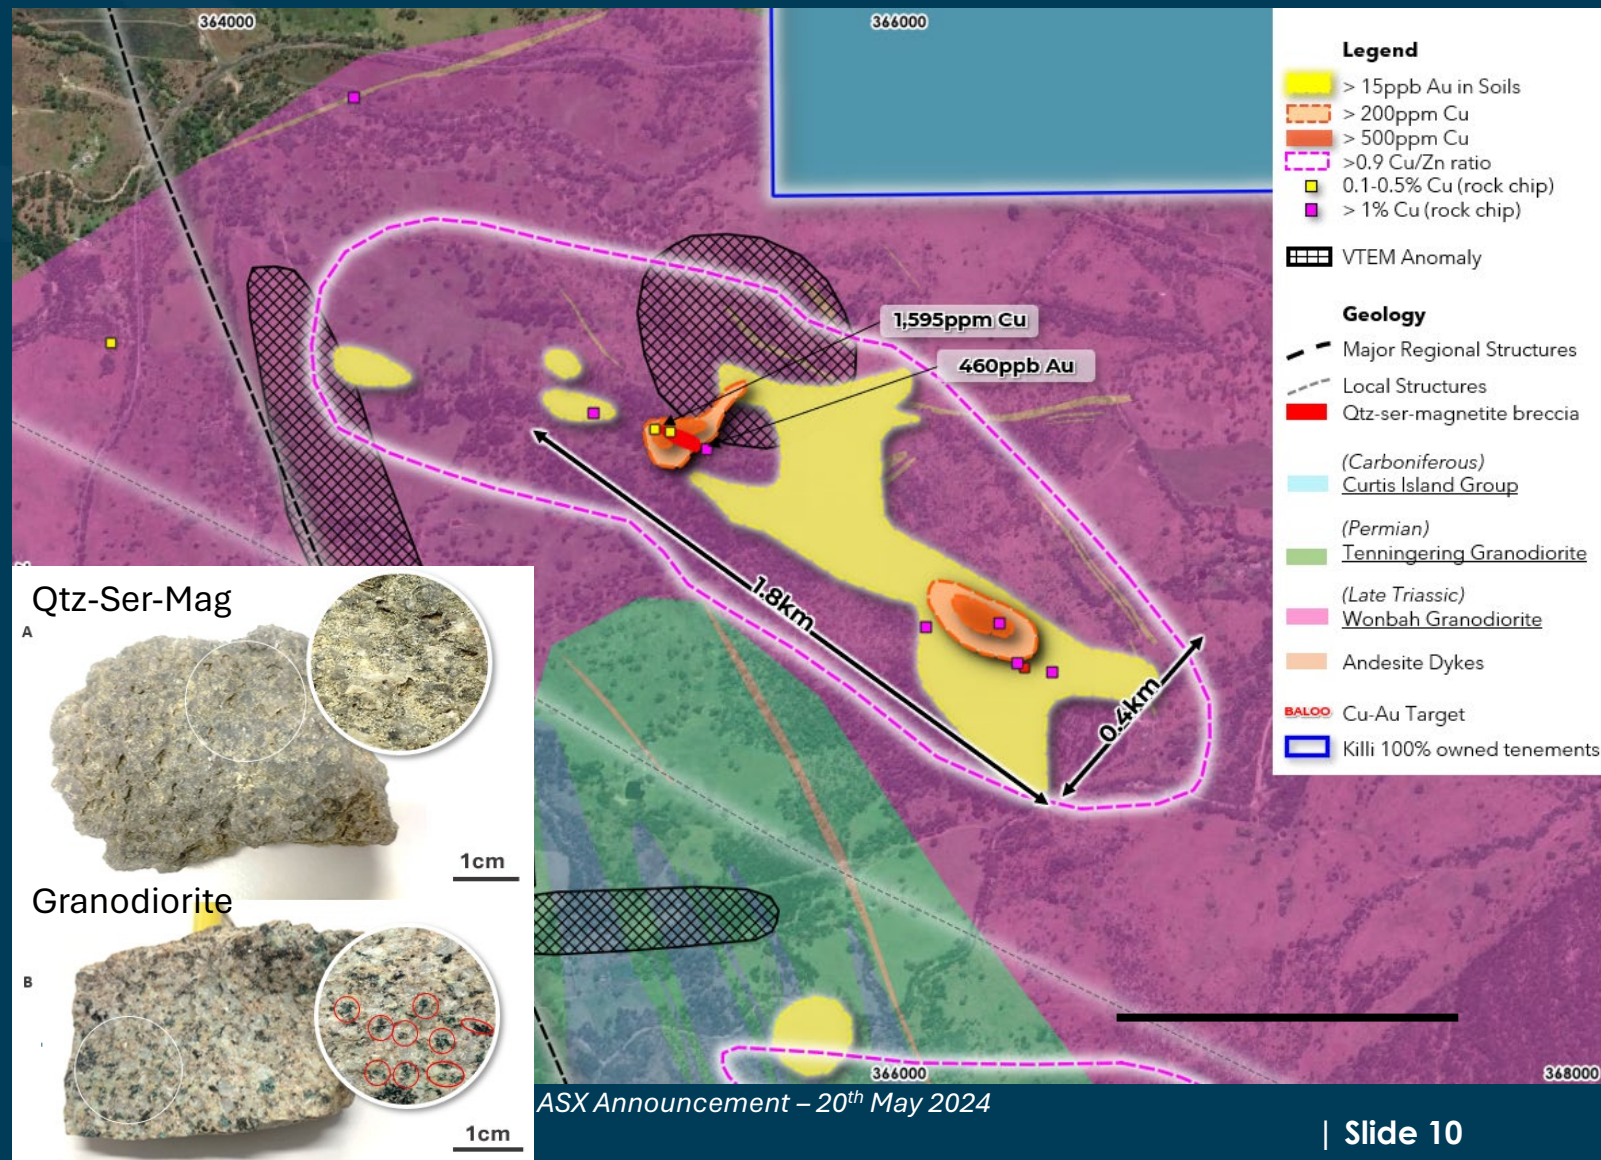 364000
366000
Legend
> 15ppb Au in Soils
> 200ppm Cu
> 500ppm Cu
>0.9 Cu/Zn ratio
0.1-0.5% Cu (rock chip)
> 1% Cu (rock chip)
VTEM Anomaly
Geology
Major Regional Structures
Local Structures
Qtz-ser-magnetite breccia
(Carboniferous)
Curtis Island Group
(Permian)
Tenningering Granodiorite
(Late Triassic)
Wonbah Granodiorite
Andesite Dykes
BALOO Cu-Au Target
Killi 100% owned tenements
1,595ppm Cu
460ppb Au
1.8km
0.4km
Qtz-Ser-Mag
A
1cm
Granodiorite
B
1cm
366000
368000
ASX Announcement – 20th May 2024
| Slide 10